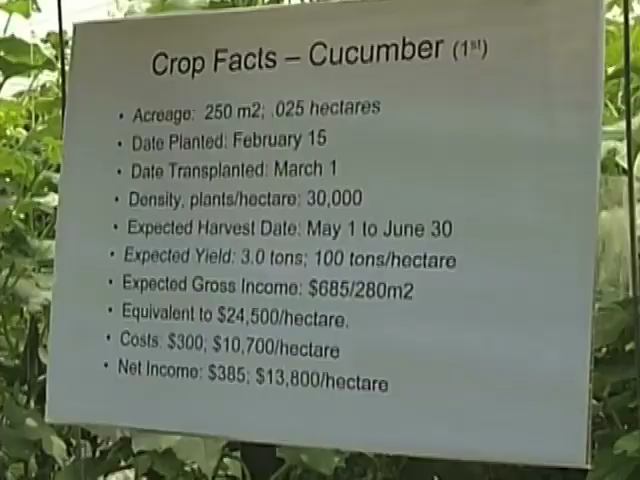 Crop Facts – Cucumber (1st)
• Acreage: 250 m2; .025 hectares
• Date Planted: February 15
• Date Transplanted: March 1
• Density, plants/hectare: 30,000
• Expected Harvest Date: May 1 to June 30
• Expected Yield: 3.0 tons; 100 tons/hectare
• Expected Gross Income: $685/280m2
• Equivalent to $24,500/hectare.
• Costs: $300; $10,700/hectare
• Net Income: $385; $13,800/hectare